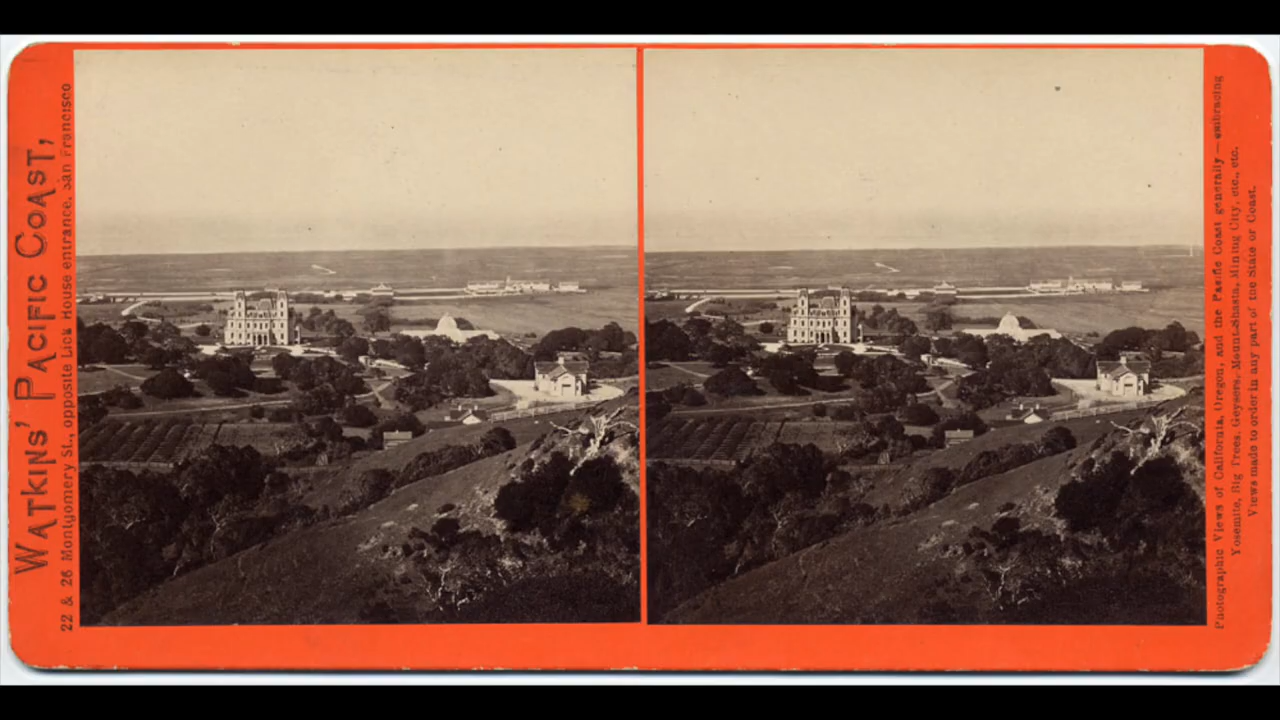 WATKINS' PACIFIC COAST,
22 & 26 Montgomery St., opposite Lick House entrance, San Francisco
Photographic Views of California, Oregon, and the Pacific Coast generally—embracing
Yosemite, Big Trees, Geysers, Mount Shasta, Mining City, etc., etc.
Views made to order in any part of the State or Coast.